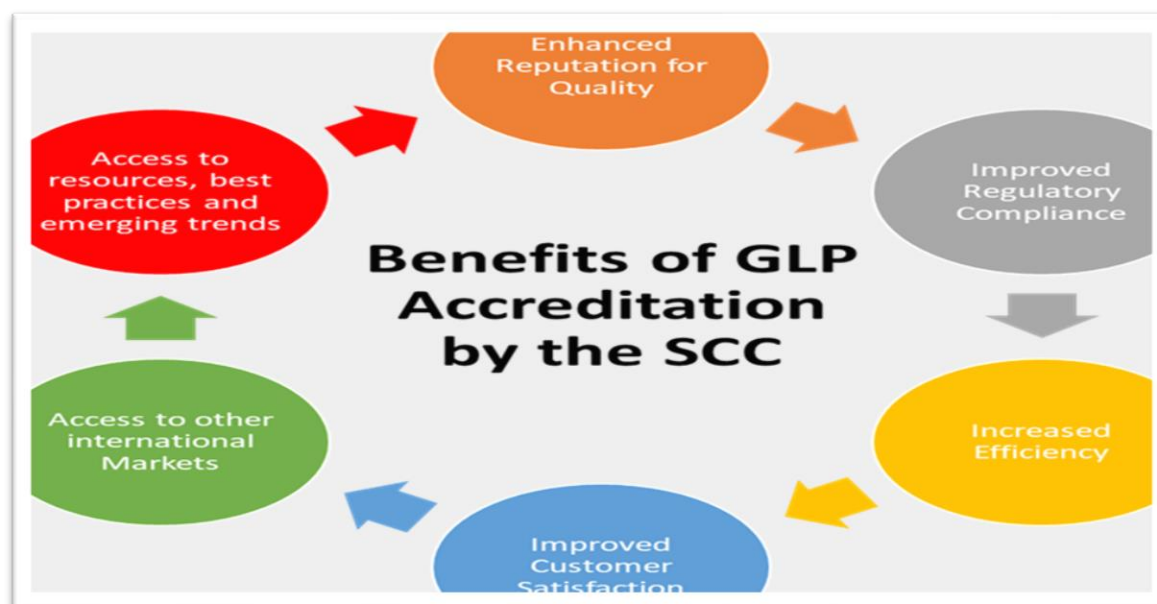 Enhanced
Reputation for
Quality
Improved
Regulatory
Compliance
Increased
Efficiency
Improved
Customer
Satisfaction
Access to other
international
Markets
Access to
resources, best
practices and
emerging trends
Benefits of GLP
Accreditation
by the SCC